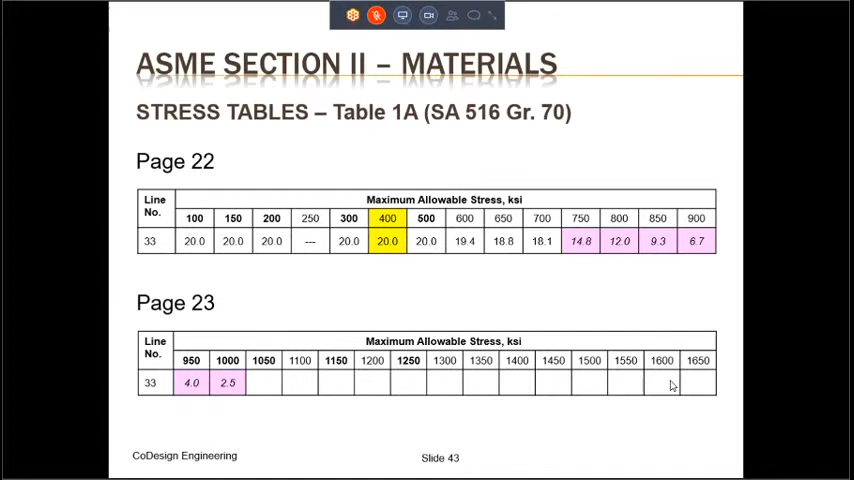 ASME SECTION II – MATERIALS
STRESS TABLES – Table 1A (SA 516 Gr. 70)
Page 22
Line No. Maximum Allowable Stress, ksi
100 150 200 250 300 400 500 600 650 700 750 800 850 900
33 20.0 20.0 20.0 --- 20.0 20.0 20.0 19.4 18.8 18.1 14.8 12.0 9.3 6.7
Page 23
Line No. Maximum Allowable Stress, ksi
950 1000 1050 1100 1150 1200 1250 1300 1350 1400 1450 1500 1550 1600 1650
33 4.0 2.5
CoDesign Engineering
Slide 43